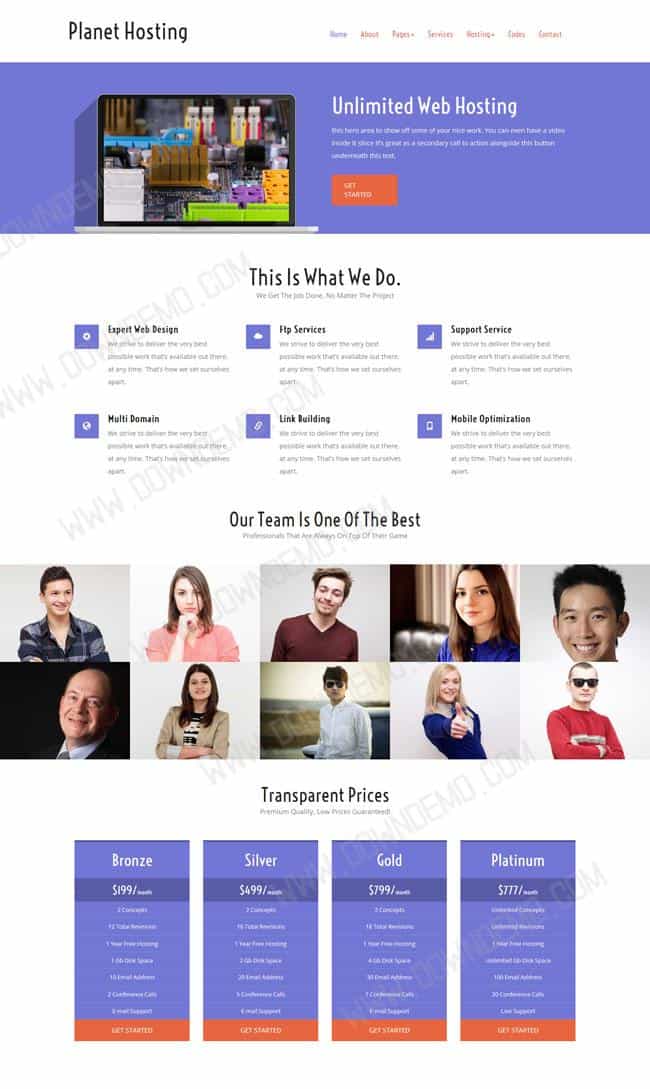 Planet Hosting
Home About Pages Services Hosting Codes Contact
Unlimited Web Hosting
this hero area to show off some of your nice work. You can even have a video
inside it since it's great as a secondary call to action alongside this button
underneath this text.
GET
STARTED
This Is What We Do.
We Get The Job Done, No Matter The Project
Expert Web Design Ftp Services Support Service
We strive to deliver the very best We strive to deliver the very best We strive to deliver the very best
possible work that's available out there, possible work that's available out there, possible work that's available out there,
at any time. That's how we set ourselves at any time. That's how we set ourselves at any time. That's how we set ourselves
apart. apart. apart.
Multi Domain Link Building Mobile Optimization
We strive to deliver the very best We strive to deliver the very best We strive to deliver the very best
possible work that's available out there, possible work that's available out there, possible work that's available out there,
at any time. That's how we set ourselves at any time. That's how we set ourselves at any time. That's how we set ourselves
apart. apart. apart.
Our Team Is One Of The Best
Professionals That Are Always On Top Of Their Game
Transparent Prices
Premium Quality, Low Prices Guaranteed!
Bronze Silver Gold Platinum
$199/month $499/month $799/month $777/month
2 Concepts 2 Concepts 2 Concepts Unlimited Concepts
12 Total Revisions 16 Total Revisions 18 Total Revisions Unlimited Revisions
1 Year Free Hosting 1 Year Free Hosting 1 Year Free Hosting 1 Year Free Hosting
1 Gb Disk Space 2 Gb Disk Space 4 Gb Disk Space Unlimited Gb Disk Space
10 Email Address 20 Email Address 30 Email Address 100 Email Address
2 Conference Calls 5 Conference Calls 7 Conference Calls 20 Conference Calls
E-mail Support E-mail Support E-mail Support Live Support
GET STARTED GET STARTED GET STARTED GET STARTED
WWW.DOWNDEMO.COM